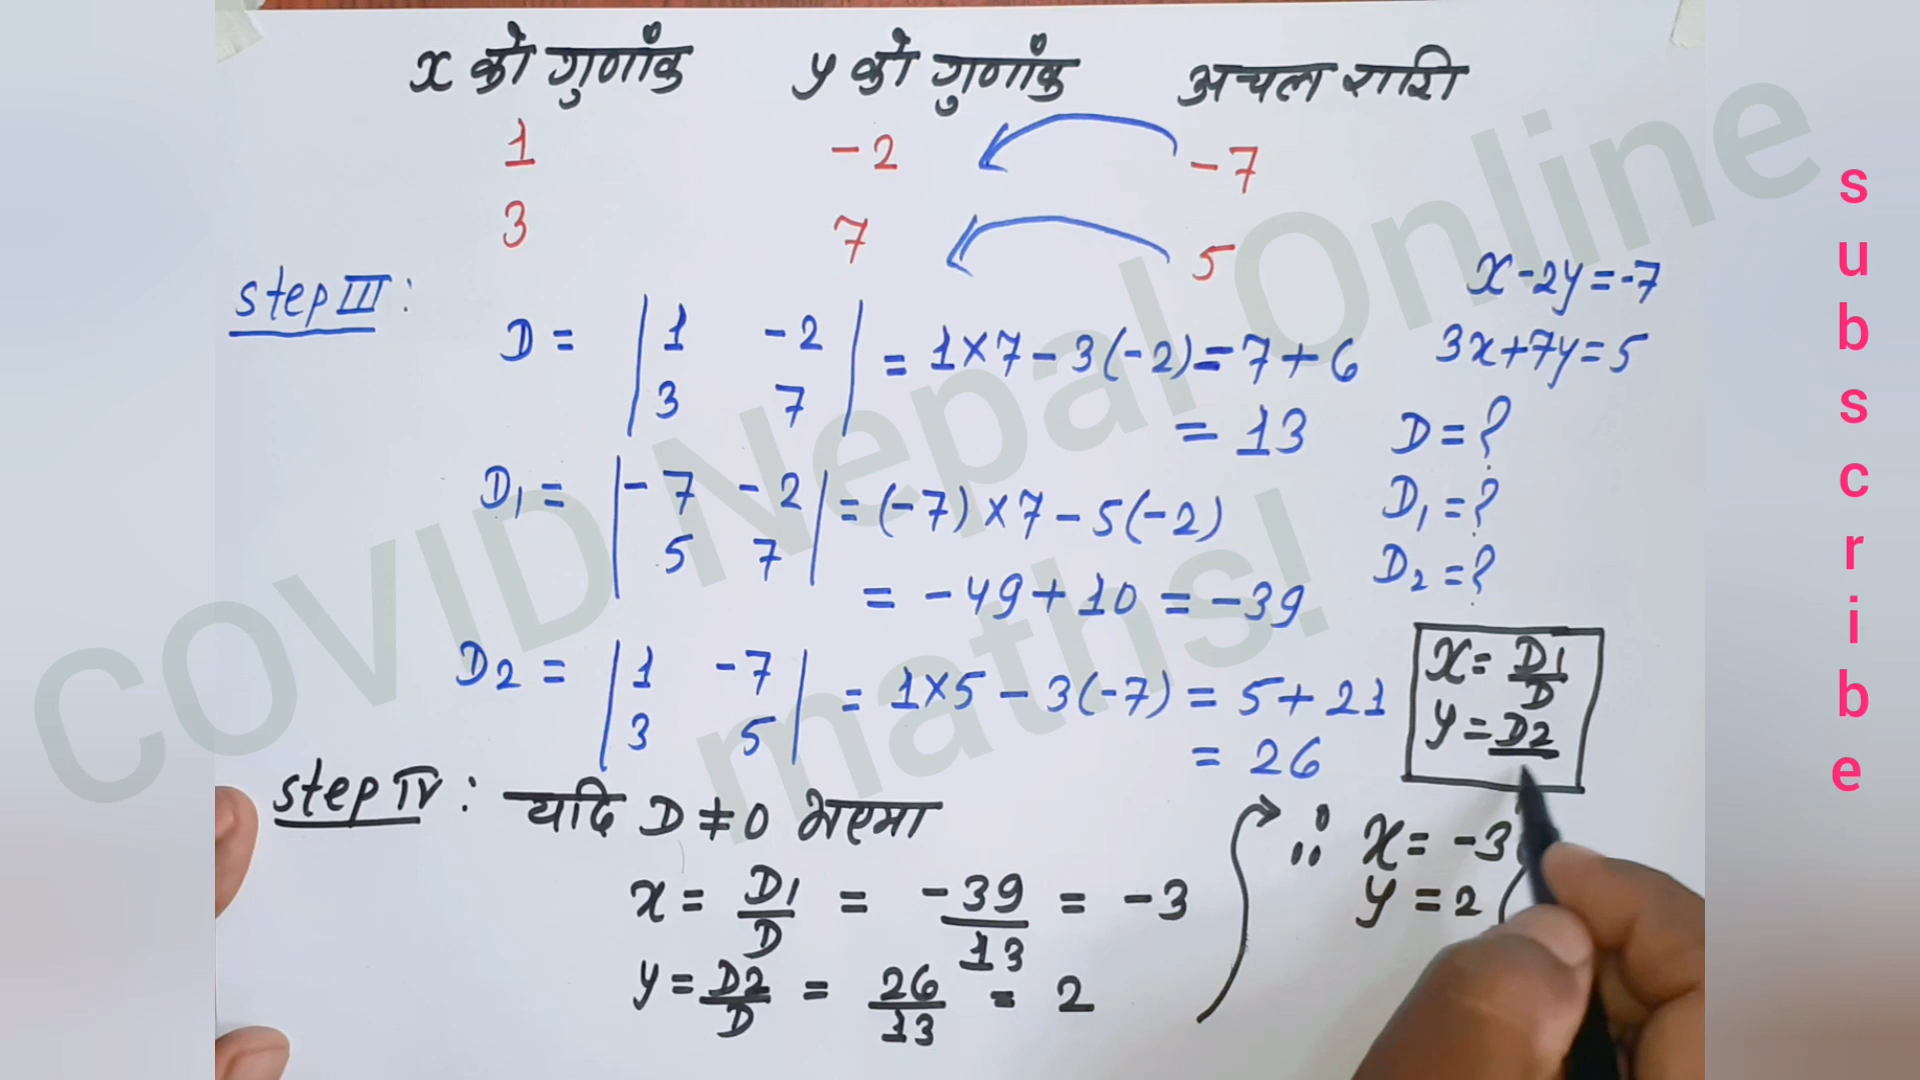 x को गुणांक y को गुणांक अचल राशि
1 -2 -7
3 7 5
step III :
x - 2y = -7
3x + 7y = 5
D = | 1 -2 | = 1 × 7 - 3(-2) = 7 + 6
| 3 7 |
= 13
D = ?
D1 = | -7 -2 | = (-7) × 7 - 5(-2)
| 5 7 |
D1 = ?
= -49 + 10 = -39
D2 = ?
D2 = | 1 -7 | = 1 × 5 - 3(-7) = 5 + 21
| 3 5 |
= 26
x = D1/D
y = D2
step IV : यदि D ≠ 0 भएमा
x = D1/D = -39/13 = -3
y = D2/D = 26/13 = 2
∴ x = -3
y = 2
COVID Nepal Online
maths!
subscribe